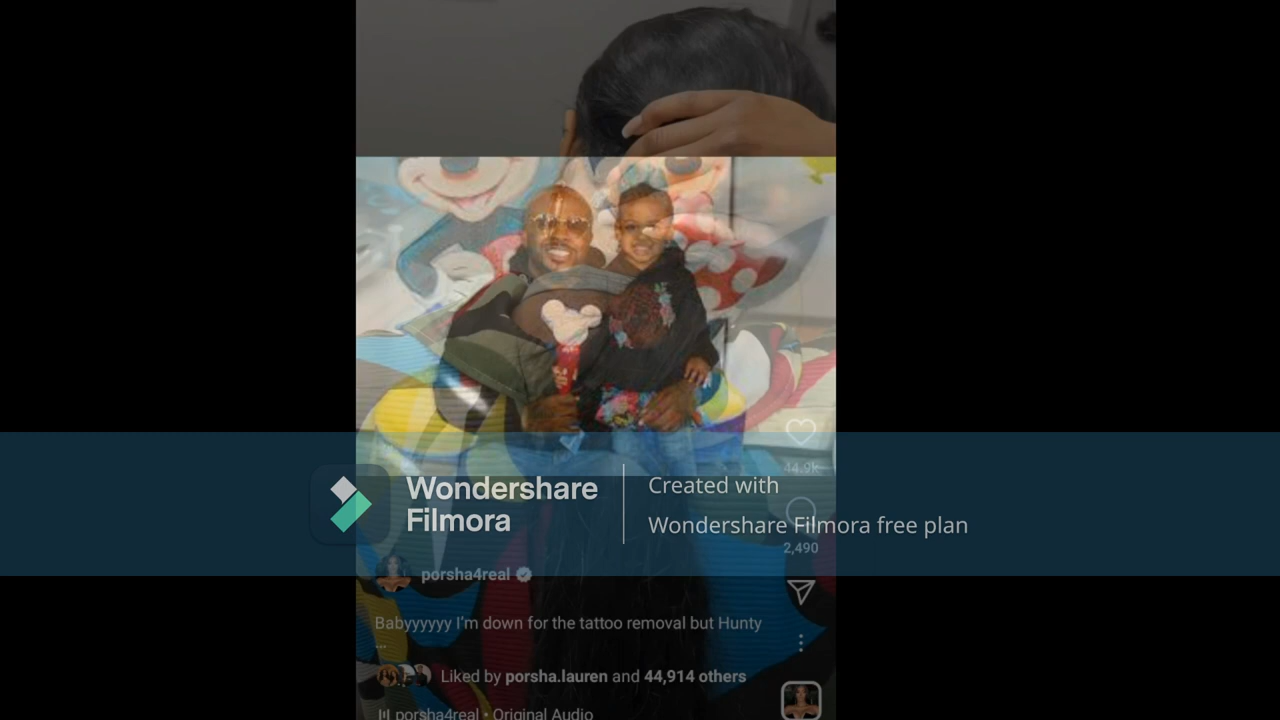 44.9k
Wondershare
Filmora
Created with
Wondershare Filmora free plan
2,490
porsha4real
Babyyyyyy I'm down for the tattoo removal but Hunty
...
Liked by porsha.lauren and 44,914 others
porsha4real • Original Audio